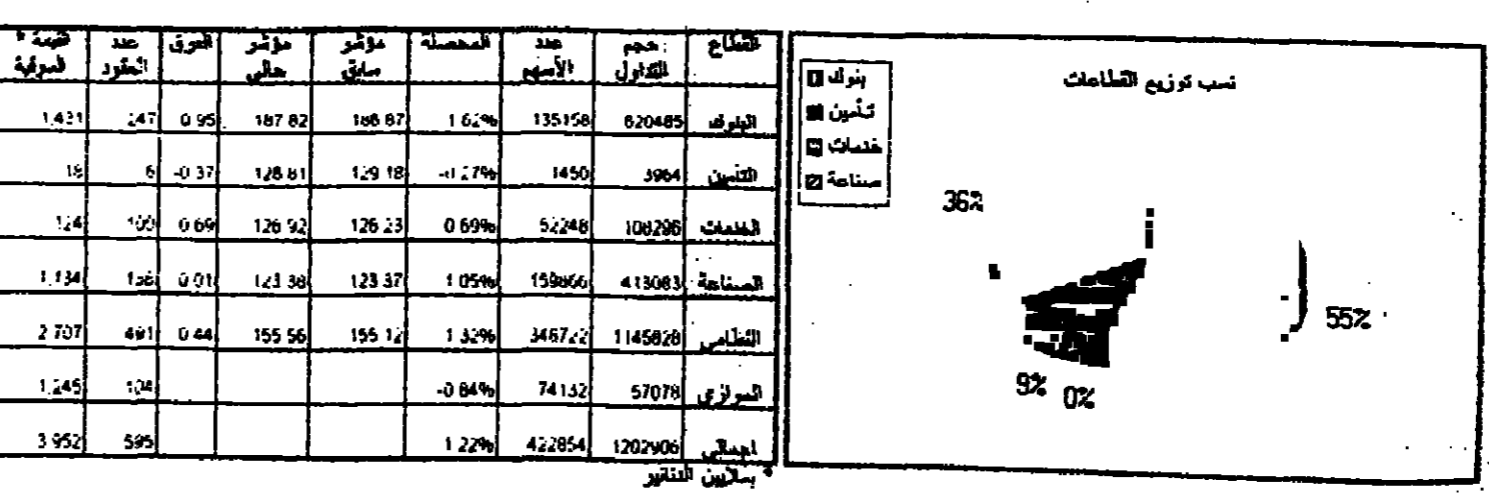 نسب توزيع القطاعات
بنوك
تأمين
خدمات
صناعة
36%
55%
9%
0%
القطاع حجم التداول عدد الأسهم المحصلة مؤشر سابق مؤشر حالي الفرق عدد العقود القيمة * السوقية
البنوك 620485 135158 1.62% 186.87 187.82 0.95 247 1.431
التأمين 3964 1450 129.18 128.81 -0.37 6
الخدمات 108296 52248 0.69% 126.23 126.92 0.69
الصناعة 413083 159866 1.05% 123.37 123.38 0.01 1.134
النظامي 1145828 1.32% 155.12 155.56 0.44 491 2.707
الموازي 57078 74132 -0.84% 104 1.245
اجمالي 1202906 422854 1.22% 595 3.952
* بملايين الدنانير